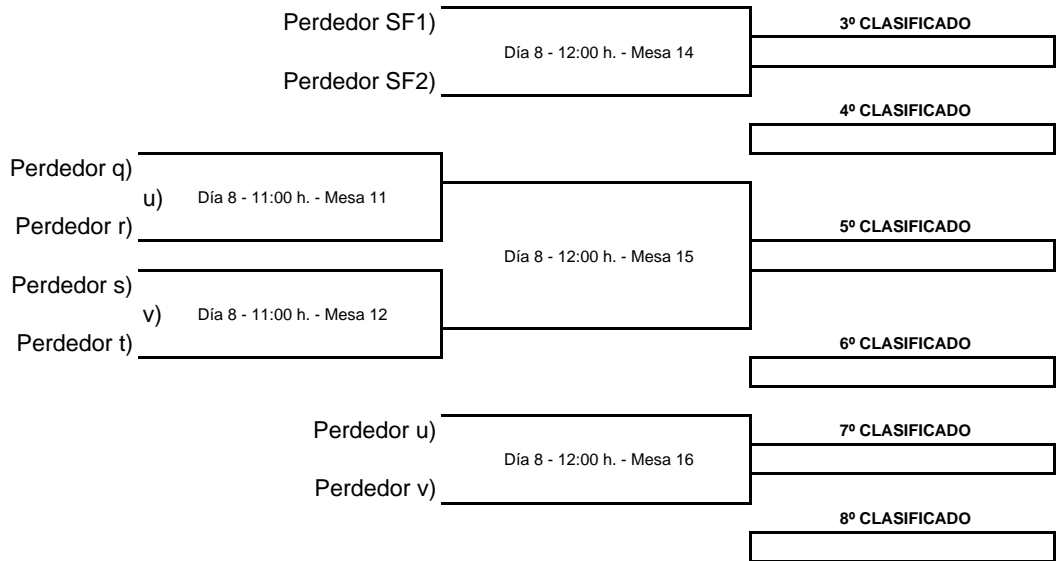 Perdedor SF1)
3º CLASIFICADO
Día 8 - 12:00 h. - Mesa 14
Perdedor SF2)
4º CLASIFICADO
Perdedor q)
u) Día 8 - 11:00 h. - Mesa 11
Perdedor r)
5º CLASIFICADO
Día 8 - 12:00 h. - Mesa 15
Perdedor s)
v) Día 8 - 11:00 h. - Mesa 12
Perdedor t)
6º CLASIFICADO
Perdedor u)
7º CLASIFICADO
Día 8 - 12:00 h. - Mesa 16
Perdedor v)
8º CLASIFICADO